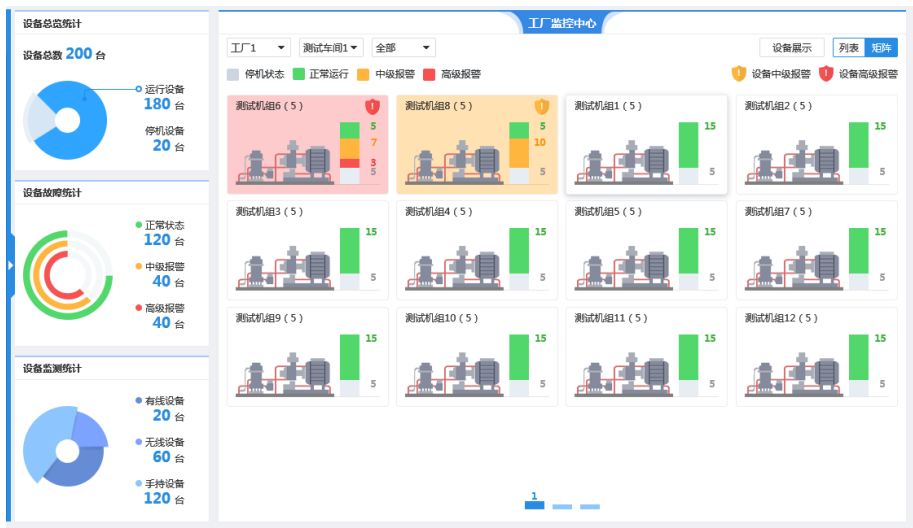 设备总览统计
设备总数 200 台
运行设备
180 台
停机设备
20 台
设备故障统计
正常状态
120 台
中级报警
40 台
高级报警
40 台
设备监测统计
有线设备
20 台
无线设备
60 台
手持设备
120 台
工厂监控中心
工厂1 测试车间1 全部 设备展示 列表 矩阵
停机状态 正常运行 中级报警 高级报警 设备中级报警 设备高级报警
测试机组6 ( 5 )
5
7
3
5
测试机组8 ( 5 )
5
10
5
测试机组1 ( 5 )
15
5
测试机组2 ( 5 )
15
5
测试机组3 ( 5 )
15
5
测试机组4 ( 5 )
15
5
测试机组5 ( 5 )
15
5
测试机组7 ( 5 )
15
5
测试机组9 ( 5 )
15
5
测试机组10 ( 5 )
15
5
测试机组11 ( 5 )
15
5
测试机组12 ( 5 )
15
5
1